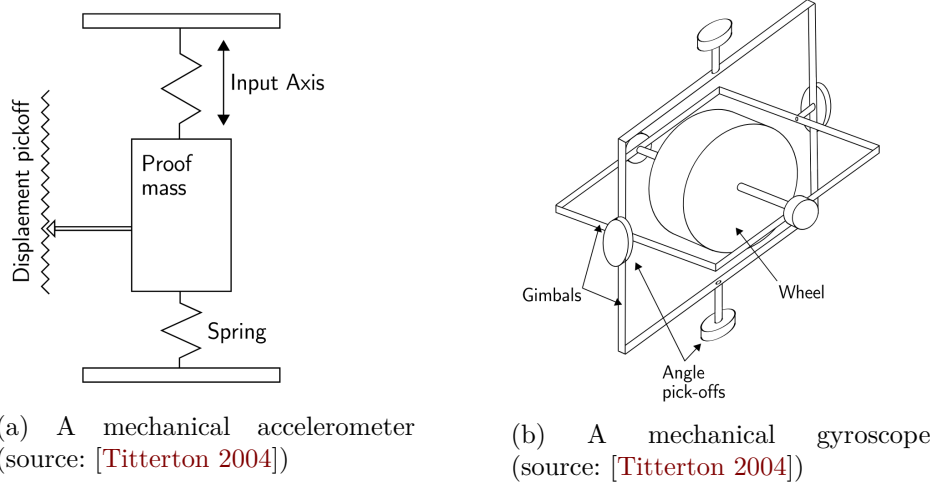 Displaement pickoff
Input Axis
Proof
mass
Spring
(a) A mechanical accelerometer
(source: [Titterton 2004])
Gimbals
Wheel
Angle
pick-offs
(b) A mechanical gyroscope
(source: [Titterton 2004])